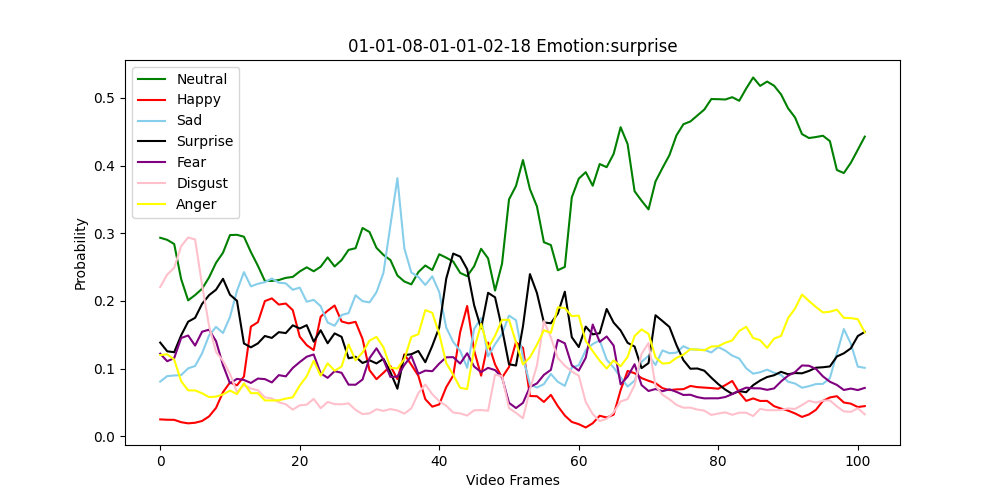 01-01-08-01-01-02-18 Emotion:surprise
Neutral
Happy
Sad
Surprise
Fear
Disgust
Anger
Probability
0.5
0.4
0.3
0.2
0.1
0.0
0 20 40 60 80 100
Video Frames